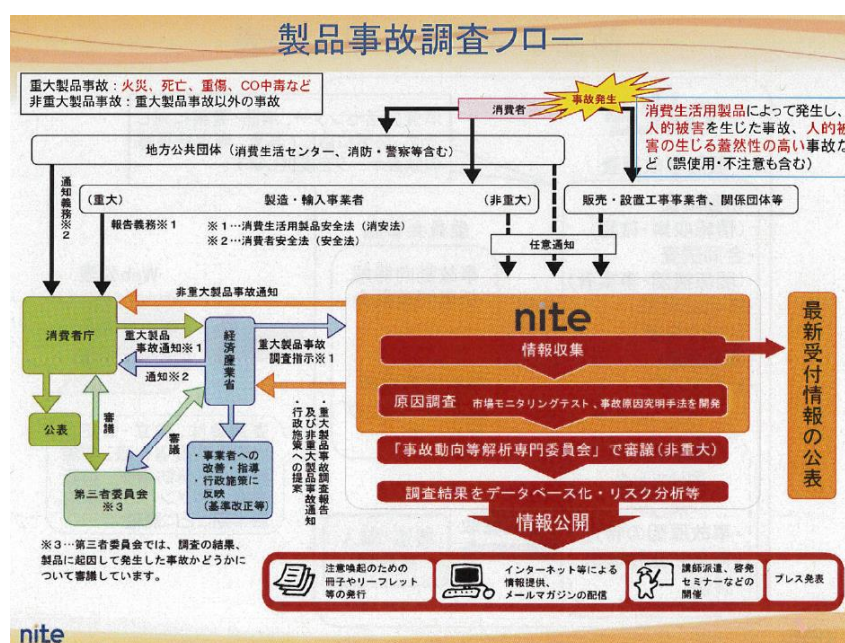 製品事故調査フロー
重大製品事故：火災、死亡、重傷、CO中毒など
非重大製品事故：重大製品事故以外の事故
消費者
事故発生
消費生活用製品によって発生し、
人的被害を生じた事故、人的被
害の生じる蓋然性の高い事故な
ど（誤使用・不注意も含む）
地方公共団体（消費生活センター、消防・警察等含む）
通知義務※2
（重大）
製造・輸入事業者
（非重大）
販売・設置工事事業者、関係団体等
報告義務※1
※1…消費生活用製品安全法（消安法）
※2…消費者安全法（安全法）
任意通知
非重大製品事故通知
消費者庁
重大製品
事故通知※1
通知※2
経済産業省
重大製品事故
調査指示※1
nite
情報収集
原因調査 市場モニタリングテスト、事故原因究明手法を開発
「事故動向等解析専門委員会」で審議（非重大）
調査結果をデータベース化・リスク分析等
情報公開
最新受付情報の公表
公表
審議
審議
・重大製品事故調査報告
及び非重大製品事故通知
・行政施策への提案
第三者委員会
※3
・事業者への
改善・指導
・行政施策に
反映
（基準改正等）
※3…第三者委員会では、調査の結果、
製品に起因して発生した事故かどうかに
ついて審議しています。
注意喚起のための
冊子やリーフレット
等の発行
インターネット等による
情報提供、
メールマガジンの配信
講師派遣、啓発
セミナーなどの
開催
プレス発表
nite